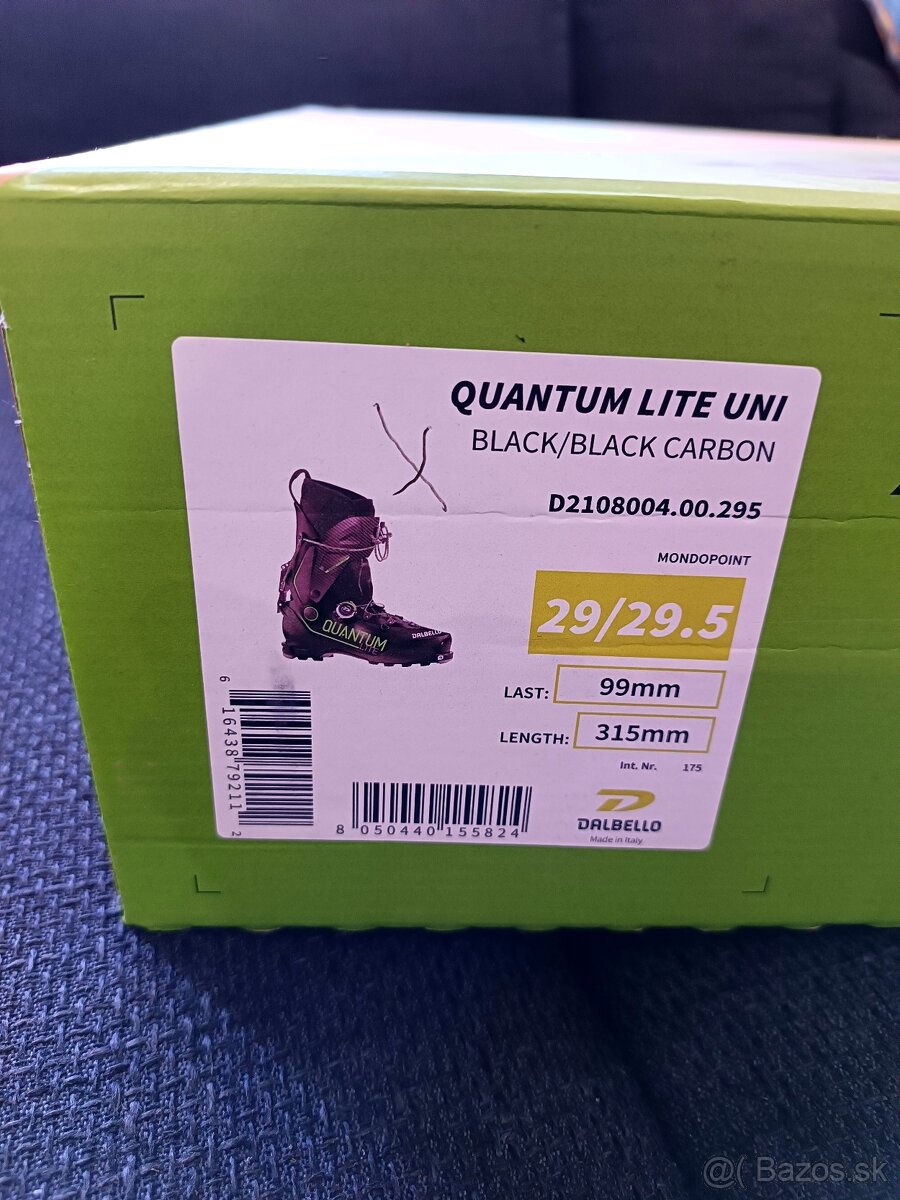 QUANTUM LITE UNI
BLACK/BLACK CARBON
D2108004.00.295
MONDOPOINT
29/29.5
LAST: 99mm
LENGTH: 315mm
Int. Nr. 175
QUANTUM
LITE
DALBELLO
6 16438 79211 2
8 050440 155824
DALBELLO
Made in Italy
@( Bazos.sk